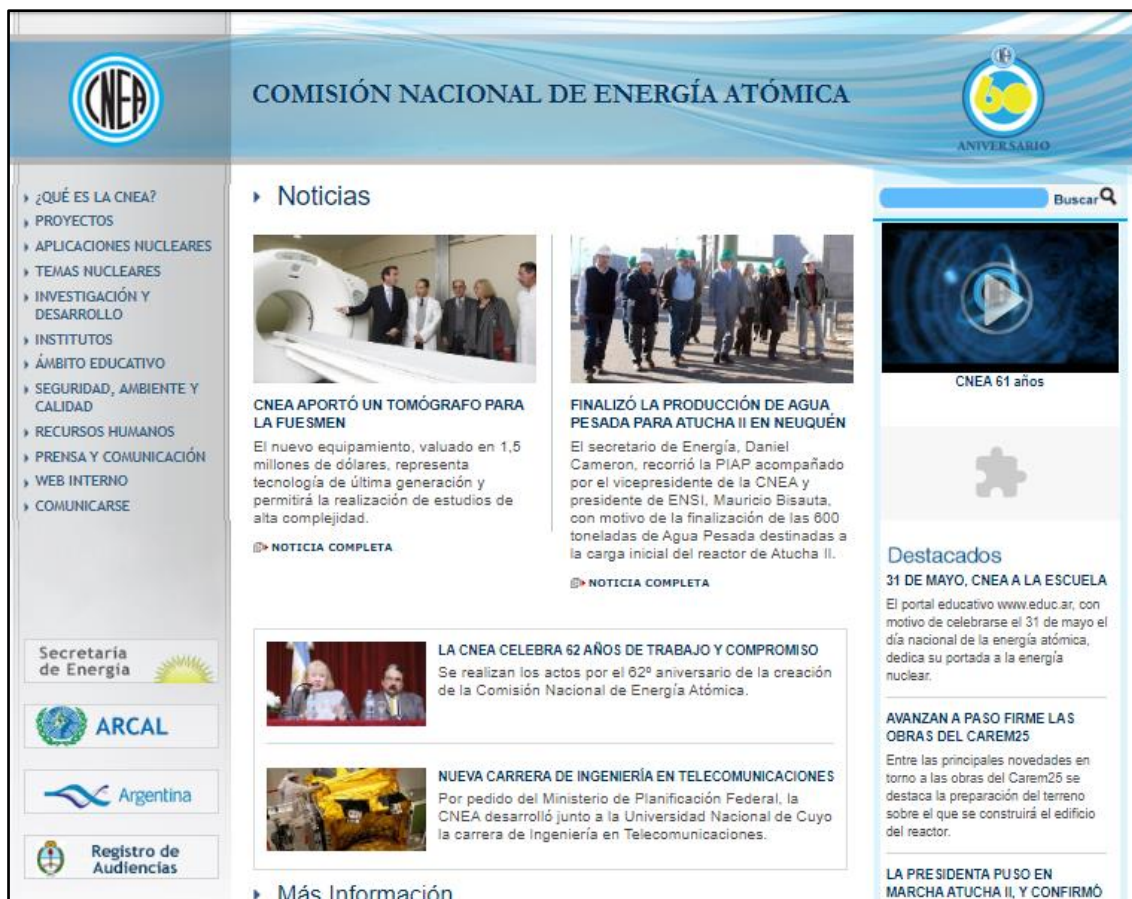 CNEA
COMISIÓN NACIONAL DE ENERGÍA ATÓMICA
CNEA
60
ANIVERSARIO
¿QUÉ ES LA CNEA?
PROYECTOS
APLICACIONES NUCLEARES
TEMAS NUCLEARES
INVESTIGACIÓN Y
DESARROLLO
INSTITUTOS
ÁMBITO EDUCATIVO
SEGURIDAD, AMBIENTE Y
CALIDAD
RECURSOS HUMANOS
PRENSA Y COMUNICACIÓN
WEB INTERNO
COMUNICARSE
Secretaría
de Energía
ARCAL
Argentina
Registro de
Audiencias
Noticias
CNEA APORTÓ UN TOMÓGRAFO PARA
LA FUESMEN
El nuevo equipamiento, valuado en 1,5
millones de dólares, representa
tecnología de última generación y
permitirá la realización de estudios de
alta complejidad.
NOTICIA COMPLETA
FINALIZÓ LA PRODUCCIÓN DE AGUA
PESADA PARA ATUCHA II EN NEUQUÉN
El secretario de Energía, Daniel
Cameron, recorrió la PIAP acompañado
por el vicepresidente de la CNEA y
presidente de ENSI, Mauricio Bisauta,
con motivo de la finalización de las 600
toneladas de Agua Pesada destinadas a
la carga inicial del reactor de Atucha II.
NOTICIA COMPLETA
LA CNEA CELEBRA 62 AÑOS DE TRABAJO Y COMPROMISO
Se realizan los actos por el 62º aniversario de la creación
de la Comisión Nacional de Energía Atómica.
NUEVA CARRERA DE INGENIERÍA EN TELECOMUNICACIONES
Por pedido del Ministerio de Planificación Federal, la
CNEA desarrolló junto a la Universidad Nacional de Cuyo
la carrera de Ingeniería en Telecomunicaciones.
Más Información
Buscar
CNEA 61 años
Destacados
31 DE MAYO, CNEA A LA ESCUELA
El portal educativo www.educ.ar, con
motivo de celebrarse el 31 de mayo el
día nacional de la energía atómica,
dedica su portada a la energía
nuclear.
AVANZAN A PASO FIRME LAS
OBRAS DEL CAREM25
Entre las principales novedades en
torno a las obras del Carem25 se
destaca la preparación del terreno
sobre el que se construirá el edificio
del reactor.
LA PRESIDENTA PUSO EN
MARCHA ATUCHA II, Y CONFIRMÓ